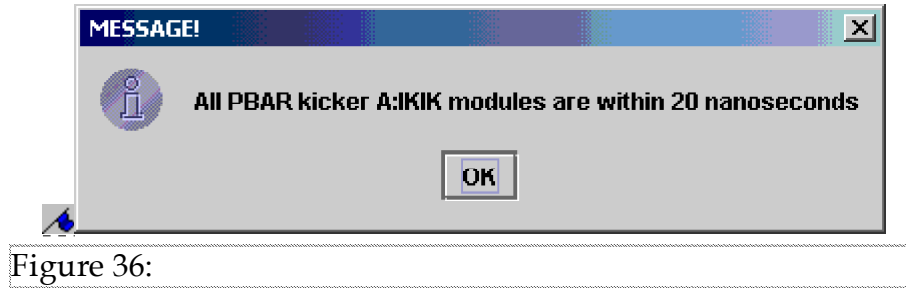 MESSAGE!
All PBAR kicker A:IKIK modules are within 20 nanoseconds
OK
Figure 36: